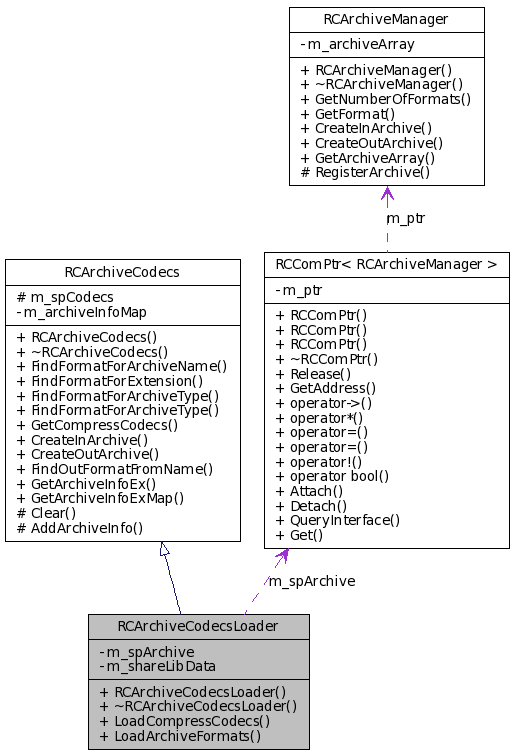 RCArchiveManager
- m_archiveArray
+ RCArchiveManager()
+ ~RCArchiveManager()
+ GetNumberOfFormats()
+ GetFormat()
+ CreateInArchive()
+ CreateOutArchive()
+ GetArchiveArray()
# RegisterArchive()
m_ptr
RCArchiveCodecs
# m_spCodecs
- m_archiveInfoMap
+ RCArchiveCodecs()
+ ~RCArchiveCodecs()
+ FindFormatForArchiveName()
+ FindFormatForExtension()
+ FindFormatForArchiveType()
+ FindFormatForArchiveType()
+ GetCompressCodecs()
+ CreateInArchive()
+ CreateOutArchive()
+ FindOutFormatFromName()
+ GetArchiveInfoEx()
+ GetArchiveInfoExMap()
# Clear()
# AddArchiveInfo()
RCComPtr< RCArchiveManager >
- m_ptr
+ RCComPtr()
+ RCComPtr()
+ RCComPtr()
+ ~RCComPtr()
+ Release()
+ GetAddress()
+ operator->()
+ operator*()
+ operator=()
+ operator=()
+ operator!()
+ operator bool()
+ Attach()
+ Detach()
+ QueryInterface()
+ Get()
m_spArchive
RCArchiveCodecsLoader
- m_spArchive
- m_shareLibData
+ RCArchiveCodecsLoader()
+ ~RCArchiveCodecsLoader()
+ LoadCompressCodecs()
+ LoadArchiveFormats()